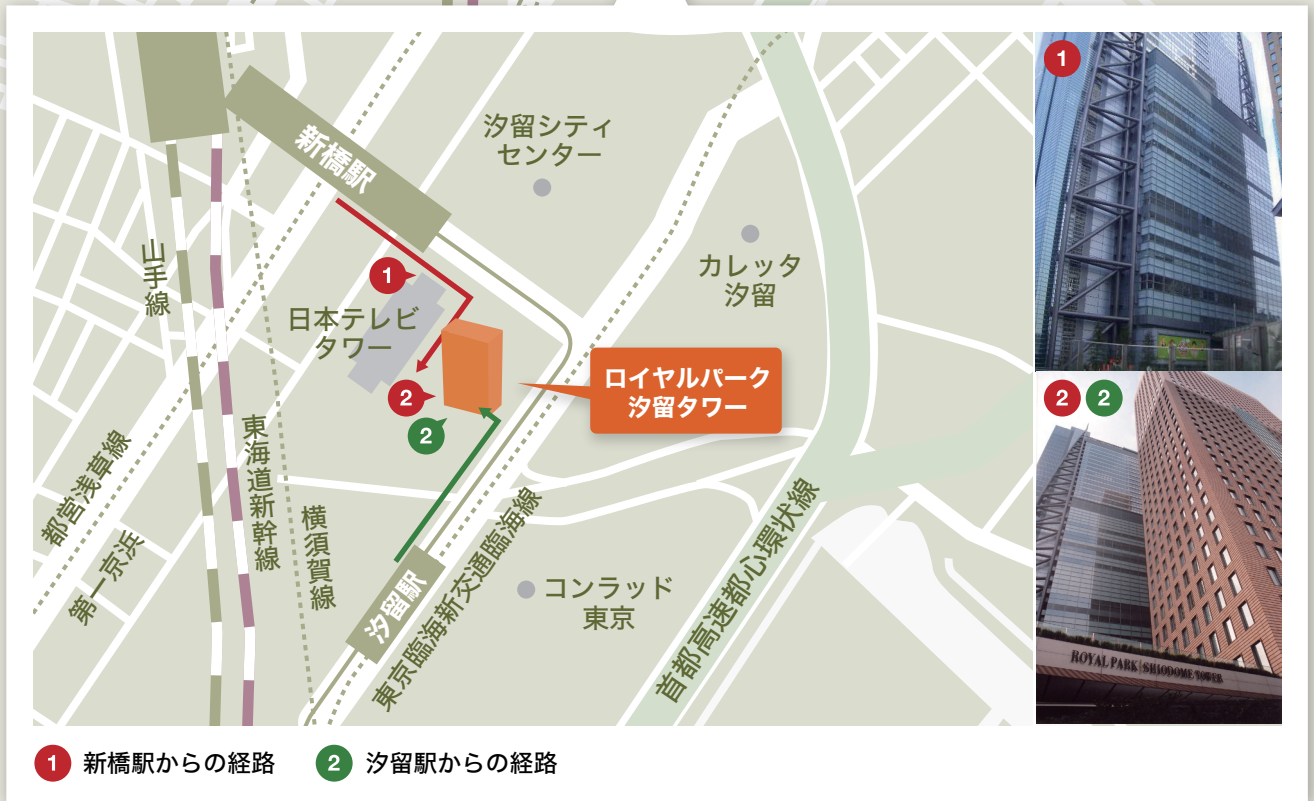 新橋駅
汐留シティ
センター
カレッタ
汐留
山手線
1
日本テレビ
タワー
2
2
ロイヤルパーク
汐留タワー
都営浅草線
第一京浜
東海道新幹線
横須賀線
汐留駅
東京臨海新交通臨海線
コンラッド
東京
首都高速都心環状線
1
2 2
ROYAL PARK SHIODOME TOWER
1 新橋駅からの経路
2 汐留駅からの経路